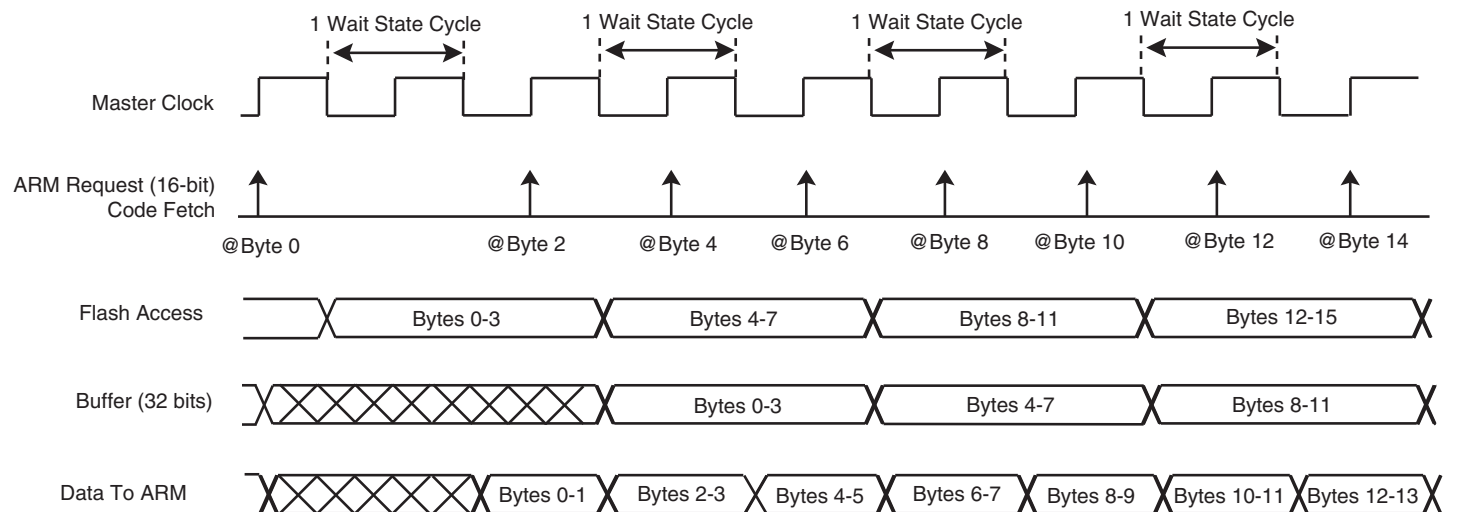 1 Wait State Cycle 1 Wait State Cycle 1 Wait State Cycle 1 Wait State Cycle
Master Clock
ARM Request (16-bit)
Code Fetch
@Byte 0 @Byte 2 @Byte 4 @Byte 6 @Byte 8 @Byte 10 @Byte 12 @Byte 14
Flash Access Bytes 0-3 Bytes 4-7 Bytes 8-11 Bytes 12-15
Buffer (32 bits) Bytes 0-3 Bytes 4-7 Bytes 8-11
Data To ARM Bytes 0-1 Bytes 2-3 Bytes 4-5 Bytes 6-7 Bytes 8-9 Bytes 10-11 Bytes 12-13